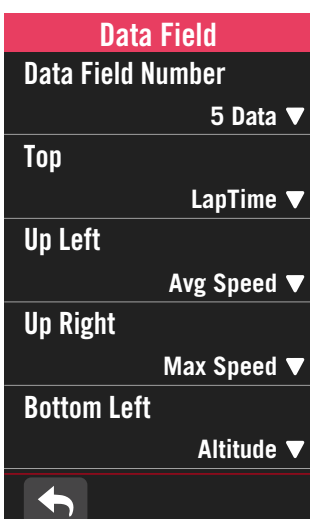 Data Field
Data Field Number
5 Data ▼
Top
LapTime ▼
Up Left
Avg Speed ▼
Up Right
Max Speed ▼
Bottom Left
Altitude ▼